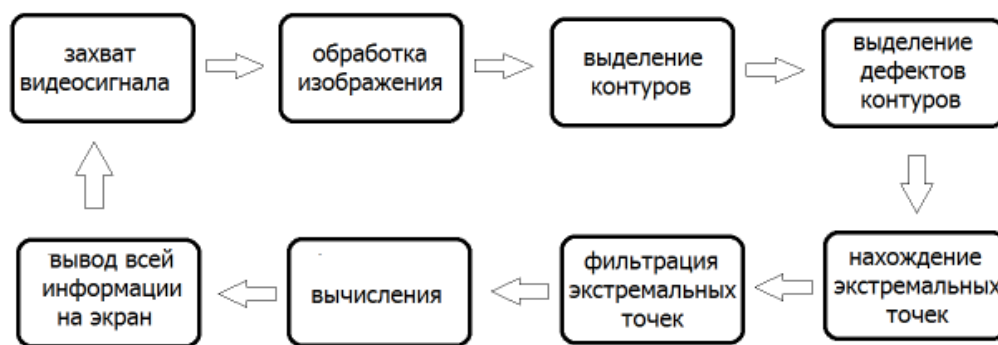 захват
видеосигнала
обработка
изображения
выделение
контуров
выделение
дефектов
контуров
нахождение
экстремальных
точек
фильтрация
экстремальных
точек
вычисления
вывод всей
информации
на экран